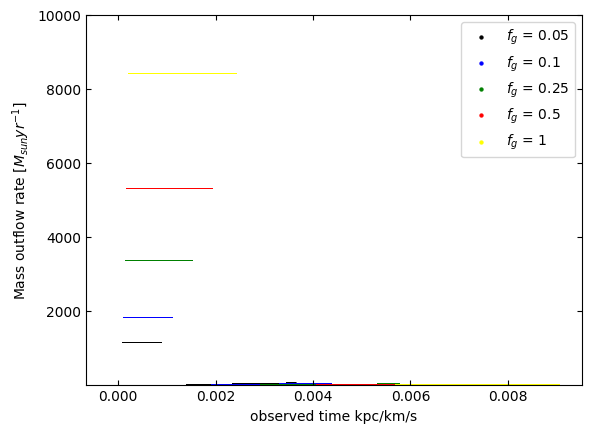 10000
8000
6000
4000
2000
Mass outflow rate [M_sun yr^−1]
f_g = 0.05
f_g = 0.1
f_g = 0.25
f_g = 0.5
f_g = 1
0.000 0.002 0.004 0.006 0.008
observed time kpc/km/s